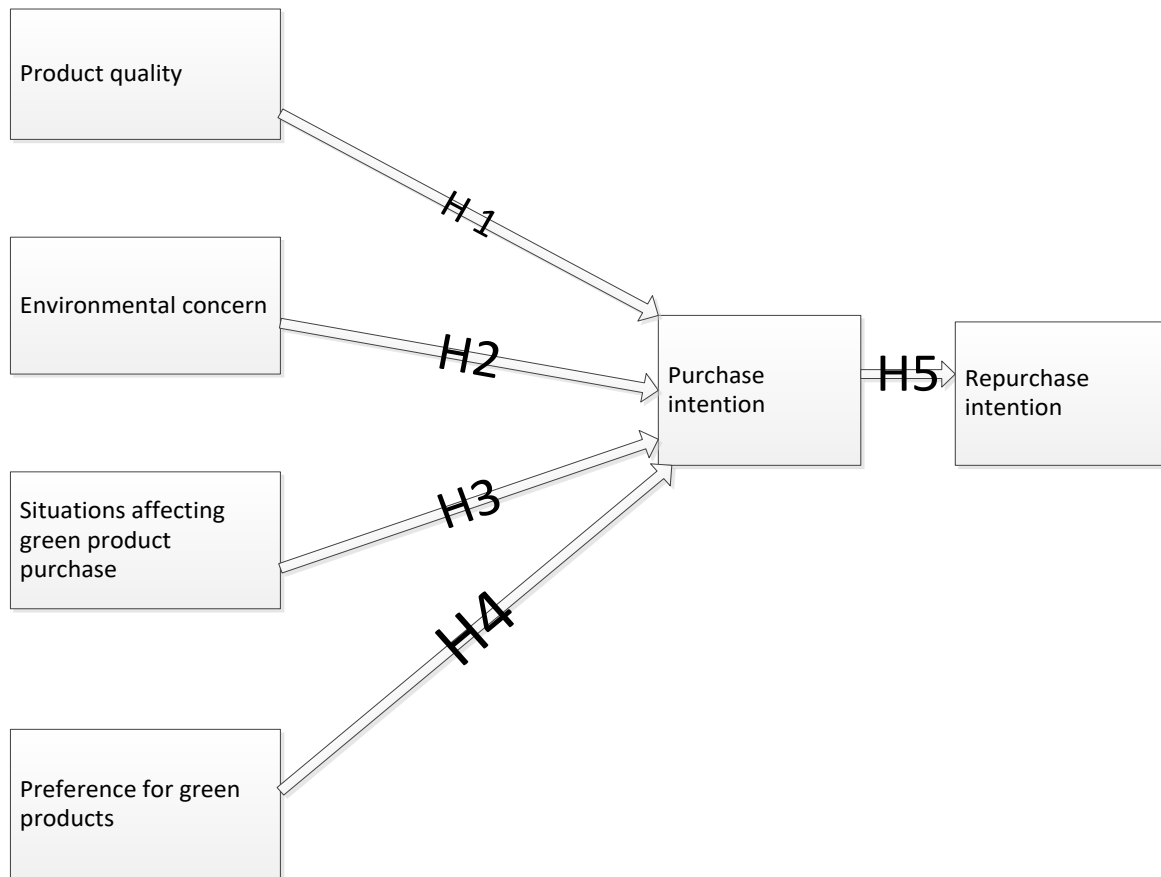 Product quality
H 1
Environmental concern
H2
Purchase
intention
H5
Repurchase
intention
Situations affecting
green product
purchase
H3
H4
Preference for green
products